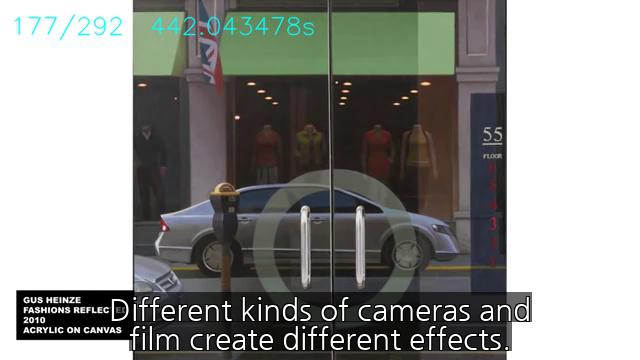 177/292 442.043478s
55
FLOOR
GUS HEINZE
FASHIONS REFLECTED
2010
ACRYLIC ON CANVAS
Different kinds of cameras and
film create different effects.